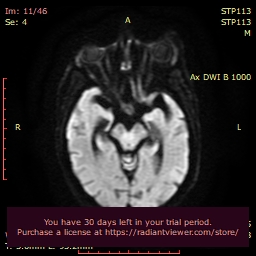 Im: 11/46
Se: 4
A
STP113
STP113
M
Ax DWI B 1000
R
L
You have 30 days left in your trial period.
Purchase a license at https://radiantviewer.com/store/